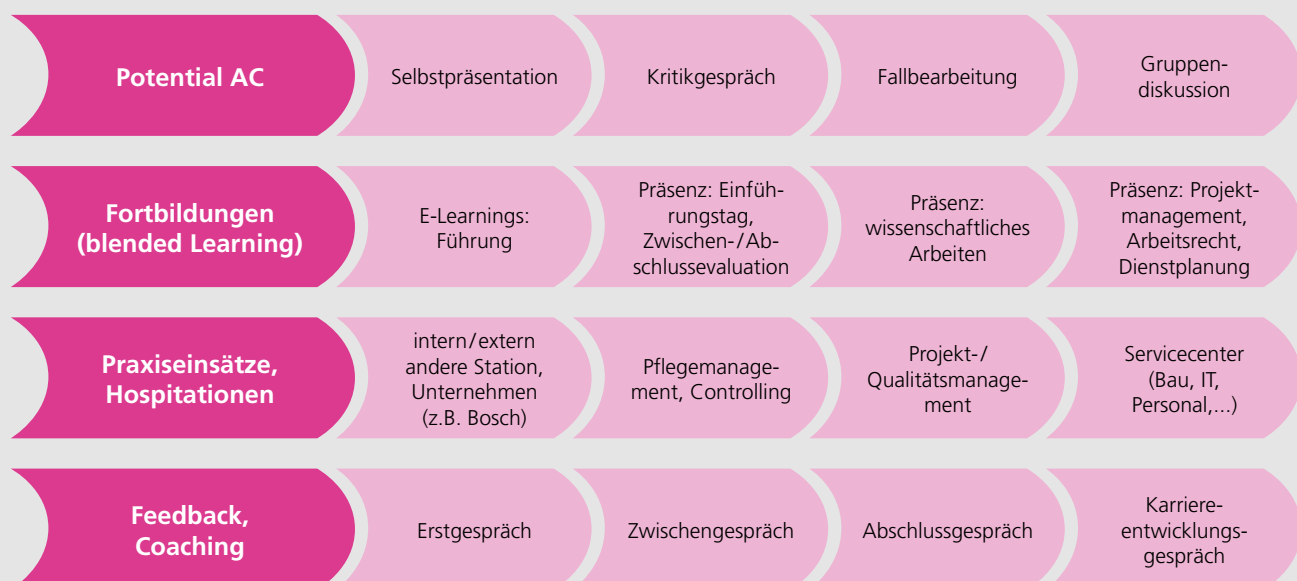 Potential AC
Selbstpräsentation
Kritikgespräch
Fallbearbeitung
Gruppen-
diskussion
Fortbildungen
(blended Learning)
E-Learnings:
Führung
Präsenz: Einfüh-
rungstag,
Zwischen-/Ab-
schlussevaluation
Präsenz:
wissenschaftliches
Arbeiten
Präsenz: Projekt-
management,
Arbeitsrecht,
Dienstplanung
Praxiseinsätze,
Hospitationen
intern/extern
andere Station,
Unternehmen
(z.B. Bosch)
Pflegemanage-
ment, Controlling
Projekt-/
Qualitätsmanage-
ment
Servicecenter
(Bau, IT,
Personal,...)
Feedback,
Coaching
Erstgespräch
Zwischengespräch
Abschlussgespräch
Karriere-
entwicklungs-
gespräch